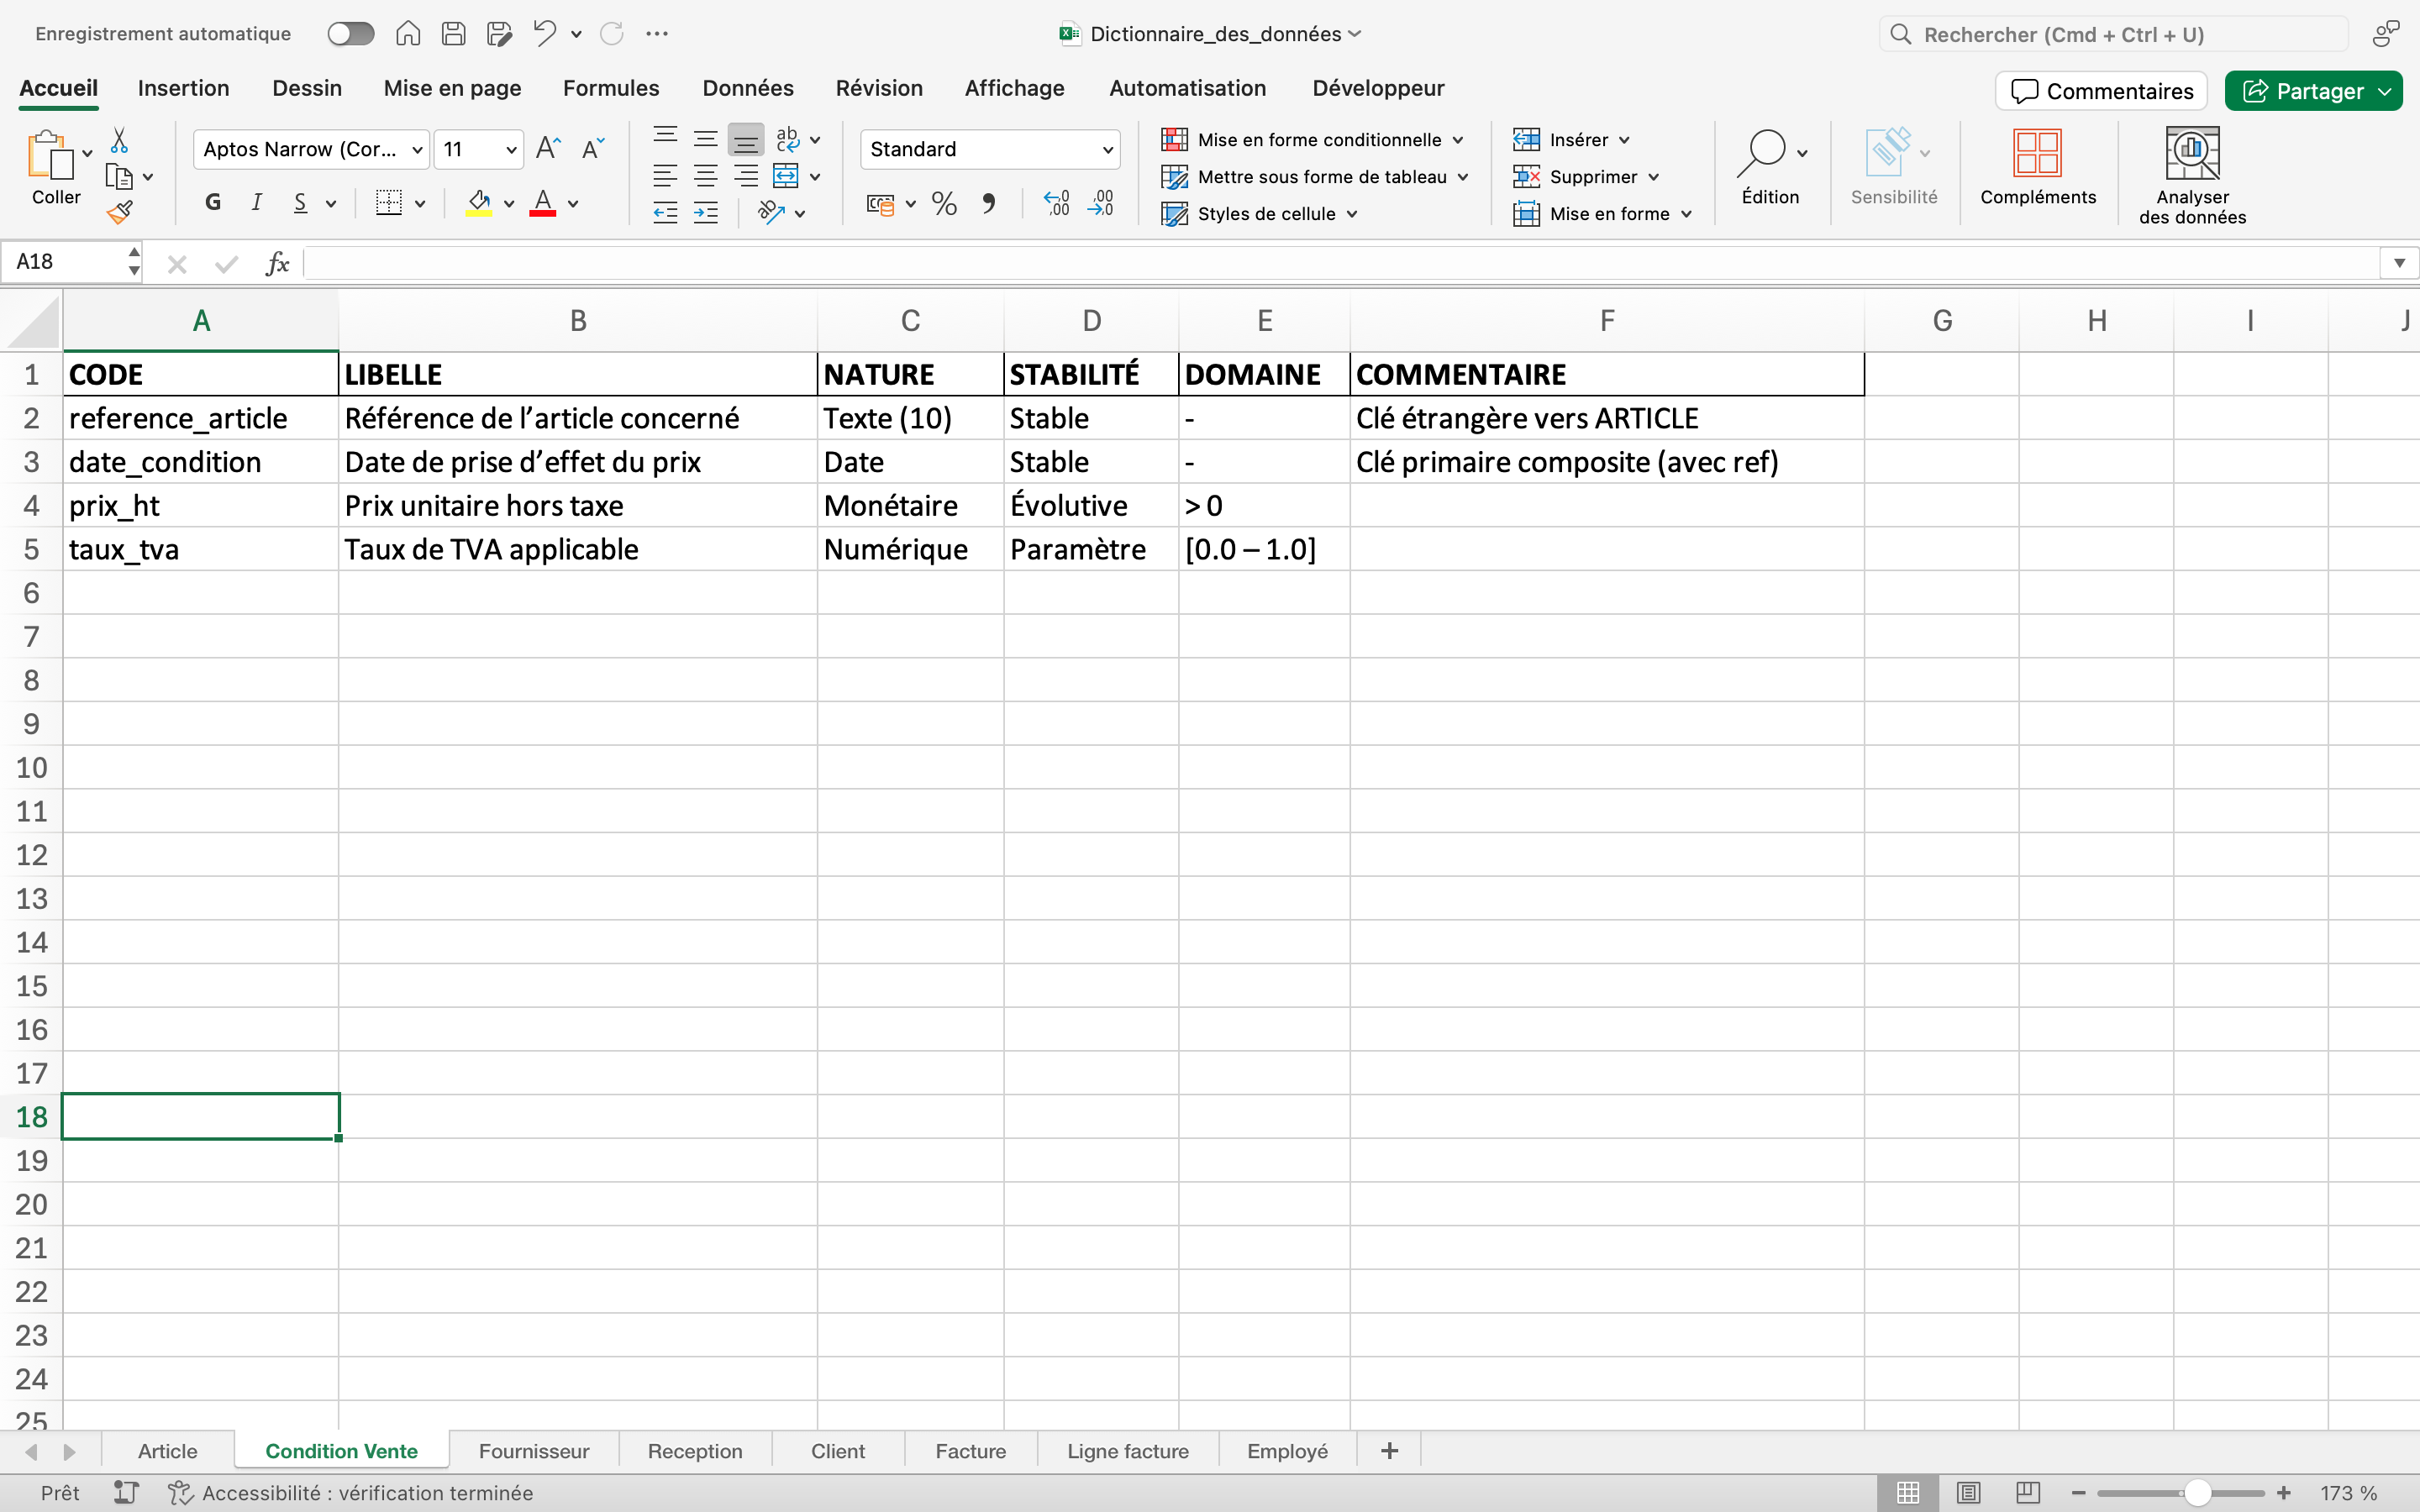 Enregistrement automatique
Dictionnaire_des_données
Rechercher (Cmd + Ctrl + U)
Accueil Insertion Dessin Mise en page Formules Données Révision Affichage Automatisation Développeur
Commentaires Partager
Coller
Aptos Narrow (Cor... 11
G I S
Standard
Mise en forme conditionnelle
Mettre sous forme de tableau
Styles de cellule
Insérer
Supprimer
Mise en forme
Édition
Sensibilité
Compléments
Analyser
des données
A18 fx
A B C D E F G H I J
1 CODE LIBELLE NATURE STABILITÉ DOMAINE COMMENTAIRE
2 reference_article Référence de l’article concerné Texte (10) Stable - Clé étrangère vers ARTICLE
3 date_condition Date de prise d’effet du prix Date Stable - Clé primaire composite (avec ref)
4 prix_ht Prix unitaire hors taxe Monétaire Évolutive > 0
5 taux_tva Taux de TVA applicable Numérique Paramètre [0.0 – 1.0]
6
7
8
9
10
11
12
13
14
15
16
17
18
19
20
21
22
23
24
25
Article Condition Vente Fournisseur Reception Client Facture Ligne facture Employé +
Prêt Accessibilité : vérification terminée 173 %